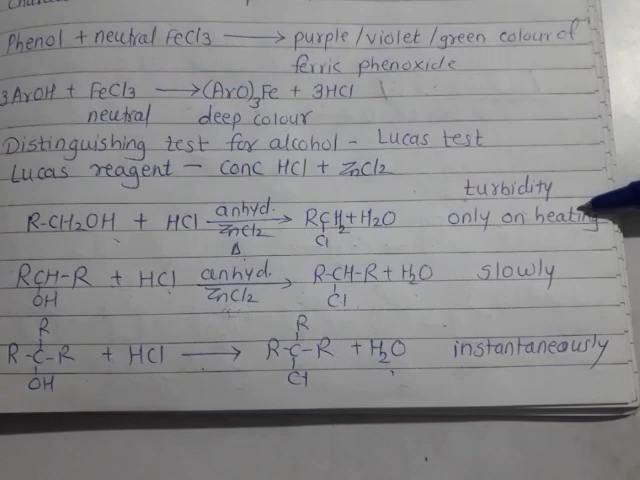 Phenol + neutral FeCl3 → purple/violet/green colour of
ferric phenoxide
3ArOH + FeCl3 → (ArO)3Fe + 3HCl
neutral deep colour
Distinguishing test for alcohol - Lucas test
Lucas reagent - Conc HCl + ZnCl2
turbidity
R-CH2OH + HCl anhyd. ZnCl2 Δ → RCH2 + H2O only on heating
Cl
RCH-R + HCl anhyd. ZnCl2 → R-CH-R + H2O slowly
OH Cl
R R
R-C-R + HCl → R-C-R + H2O instantaneously
OH Cl